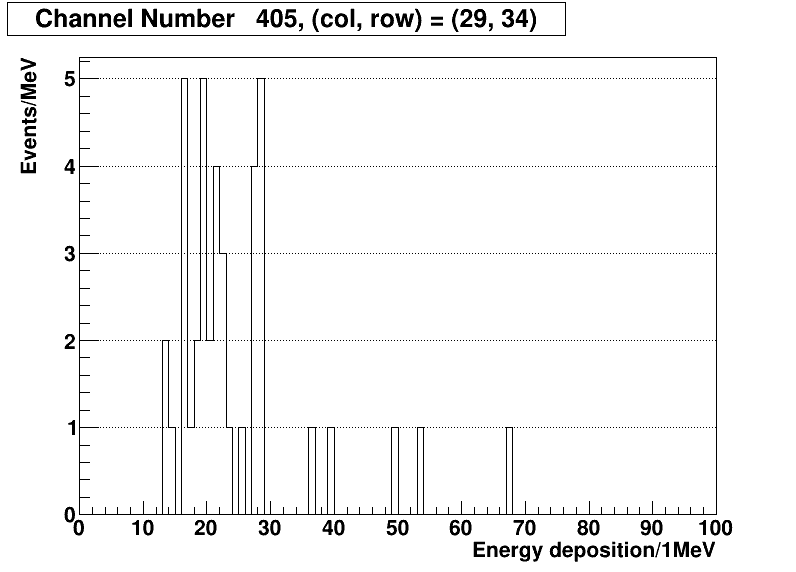 Channel Number 405, (col, row) = (29, 34)
Events/MeV
5
4
3
2
1
0
0 10 20 30 40 50 60 70 80 90 100
Energy deposition/1MeV